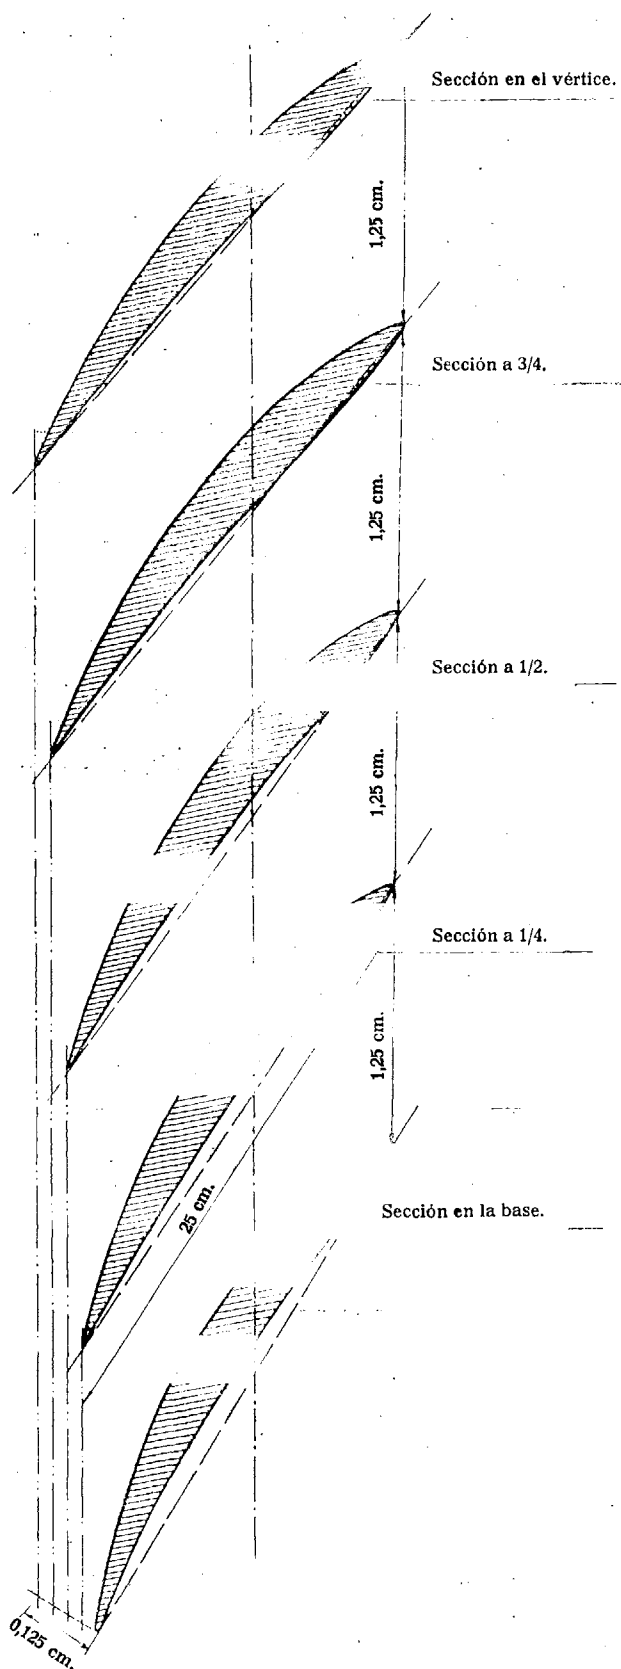 Sección en el vértice.
1,25 cm.
Sección a 3/4.
1,25 cm.
Sección a 1/2.
1,25 cm.
Sección a 1/4.
1,25 cm.
25 cm.
Sección en la base.
0,125 cm.